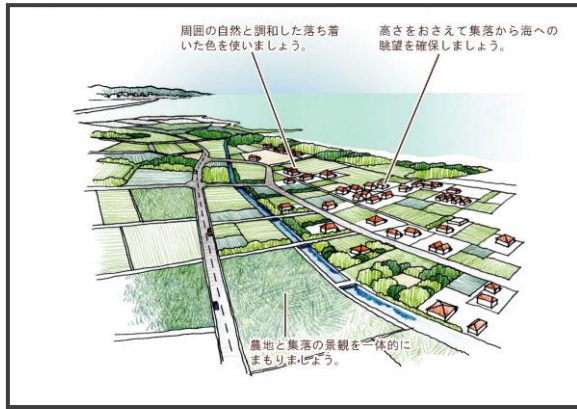 周囲の自然と調和した落ち着
いた色を使いましょう。
高さをおさえて集落から海への
眺望を確保しましょう。
農地と集落の景観を一体的に
まもりましょう。